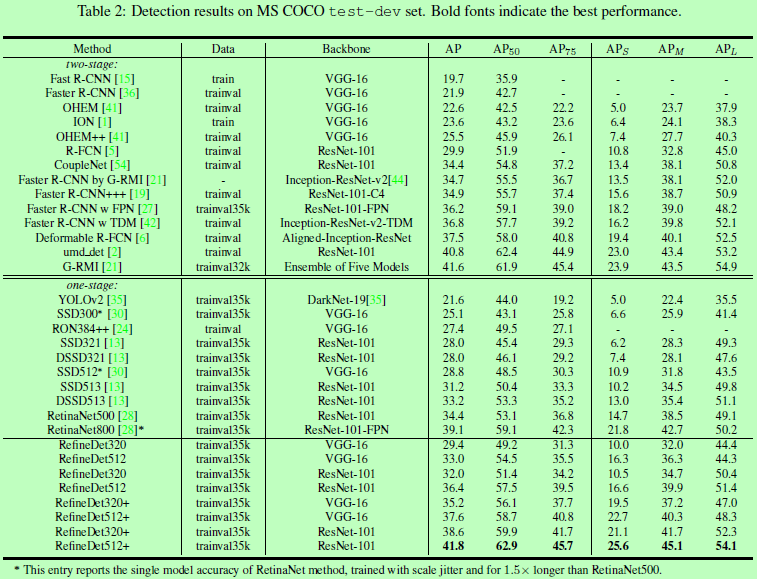 Table 2: Detection results on MS COCO test-dev set. Bold fonts indicate the best performance.
Method Data Backbone AP AP50 AP75 APS APM APL
two-stage:
Fast R-CNN [15] train VGG-16 19.7 35.9 - - - -
Faster R-CNN [36] trainval VGG-16 21.9 42.7 - - - -
OHEM [41] trainval VGG-16 22.6 42.5 22.2 5.0 23.7 37.9
ION [1] train VGG-16 23.6 43.2 23.6 6.4 24.1 38.3
OHEM++ [41] trainval VGG-16 25.5 45.9 26.1 7.4 27.7 40.3
R-FCN [5] trainval ResNet-101 29.9 51.9 - 10.8 32.8 45.0
CoupleNet [54] trainval ResNet-101 34.4 54.8 37.2 13.4 38.1 50.8
Faster R-CNN by G-RMI [21] - Inception-ResNet-v2[44] 34.7 55.5 36.7 13.5 38.1 52.0
Faster R-CNN+++ [19] trainval ResNet-101-C4 34.9 55.7 37.4 15.6 38.7 50.9
Faster R-CNN w FPN [27] trainval35k ResNet-101-FPN 36.2 59.1 39.0 18.2 39.0 48.2
Faster R-CNN w TDM [42] trainval Inception-ResNet-v2-TDM 36.8 57.7 39.2 16.2 39.8 52.1
Deformable R-FCN [6] trainval Aligned-Inception-ResNet 37.5 58.0 40.8 19.4 40.1 52.5
umd_det [2] trainval ResNet-101 40.8 62.4 44.9 23.0 43.4 53.2
G-RMI [21] trainval32k Ensemble of Five Models 41.6 61.9 45.4 23.9 43.5 54.9
one-stage:
YOLOv2 [35] trainval35k DarkNet-19[35] 21.6 44.0 19.2 5.0 22.4 35.5
SSD300* [30] trainval35k VGG-16 25.1 43.1 25.8 6.6 25.9 41.4
RON384++ [24] trainval VGG-16 27.4 49.5 27.1 - - -
SSD321 [13] trainval35k ResNet-101 28.0 45.4 29.3 6.2 28.3 49.3
DSSD321 [13] trainval35k ResNet-101 28.0 46.1 29.2 7.4 28.1 47.6
SSD512* [30] trainval35k VGG-16 28.8 48.5 30.3 10.9 31.8 43.5
SSD513 [13] trainval35k ResNet-101 31.2 50.4 33.3 10.2 34.5 49.8
DSSD513 [13] trainval35k ResNet-101 33.2 53.3 35.2 13.0 35.4 51.1
RetinaNet500 [28] trainval35k ResNet-101 34.4 53.1 36.8 14.7 38.5 49.1
RetinaNet800 [28]* trainval35k ResNet-101-FPN 39.1 59.1 42.3 21.8 42.7 50.2
RefineDet320 trainval35k VGG-16 29.4 49.2 31.3 10.0 32.0 44.4
RefineDet512 trainval35k VGG-16 33.0 54.5 35.5 16.3 36.3 44.3
RefineDet320 trainval35k ResNet-101 32.0 51.4 34.2 10.5 34.7 50.4
RefineDet512 trainval35k ResNet-101 36.4 57.5 39.5 16.6 39.9 51.4
RefineDet320+ trainval35k VGG-16 35.2 56.1 37.7 19.5 37.2 47.0
RefineDet512+ trainval35k VGG-16 37.6 58.7 40.8 22.7 40.3 48.3
RefineDet320+ trainval35k ResNet-101 38.6 59.9 41.7 21.1 41.7 52.3
RefineDet512+ trainval35k ResNet-101 41.8 62.9 45.7 25.6 45.1 54.1
* This entry reports the single model accuracy of RetinaNet method, trained with scale jitter and for 1.5× longer than RetinaNet500.